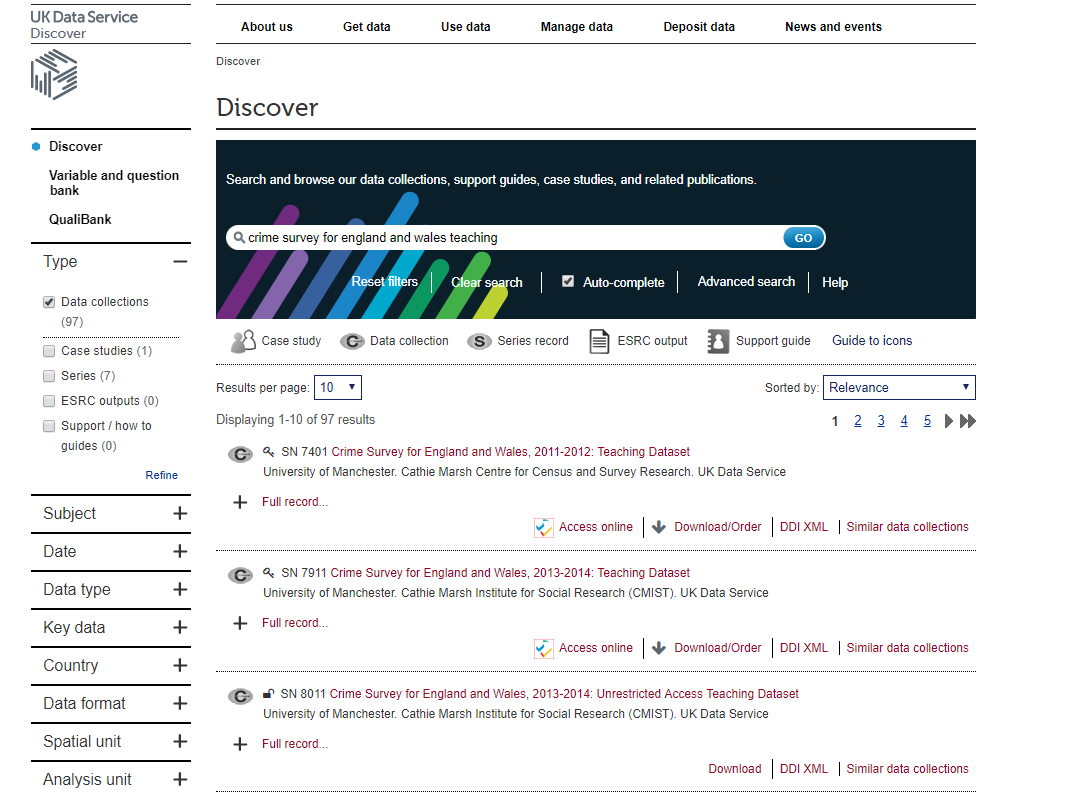 UK Data Service
Discover
About us Get data Use data Manage data Deposit data News and events
Discover
Discover
Discover
Variable and question
bank
QualiBank
Type
Data collections
(97)
Case studies (1)
Series (7)
ESRC outputs (0)
Support / how to
guides (0)
Refine
Subject
Date
Data type
Key data
Country
Data format
Spatial unit
Analysis unit
Search and browse our data collections, support guides, case studies, and related publications.
crime survey for england and wales teaching GO
Reset filters Clear search Auto-complete Advanced search Help
Case study C Data collection S Series record ESRC output Support guide Guide to icons
Results per page: 10 Sorted by: Relevance
Displaying 1-10 of 97 results 1 2 3 4 5
C SN 7401 Crime Survey for England and Wales, 2011-2012: Teaching Dataset
University of Manchester. Cathie Marsh Centre for Census and Survey Research. UK Data Service
Full record...
Access online Download/Order DDI XML Similar data collections
C SN 7911 Crime Survey for England and Wales, 2013-2014: Teaching Dataset
University of Manchester. Cathie Marsh Institute for Social Research (CMIST). UK Data Service
Full record...
Access online Download/Order DDI XML Similar data collections
C SN 8011 Crime Survey for England and Wales, 2013-2014: Unrestricted Access Teaching Dataset
University of Manchester. Cathie Marsh Institute for Social Research (CMIST). UK Data Service
Full record...
Download DDI XML Similar data collections